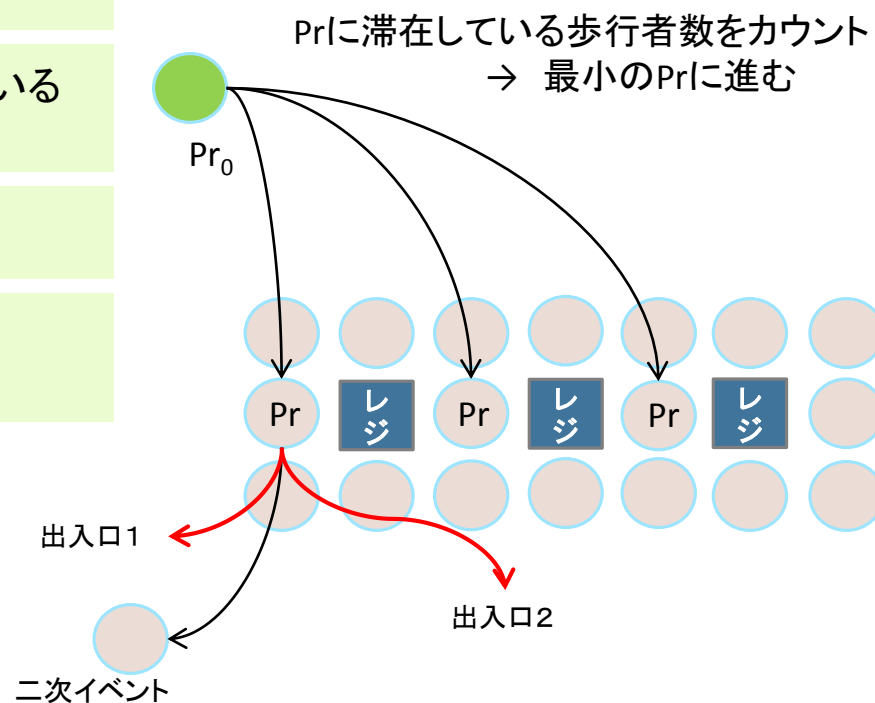 Prに滞在している歩行者数をカウント
→ 最小のPrに進む
いる
Pr0
Pr
レジ
Pr
レジ
Pr
レジ
出入口1
出入口2
二次イベント